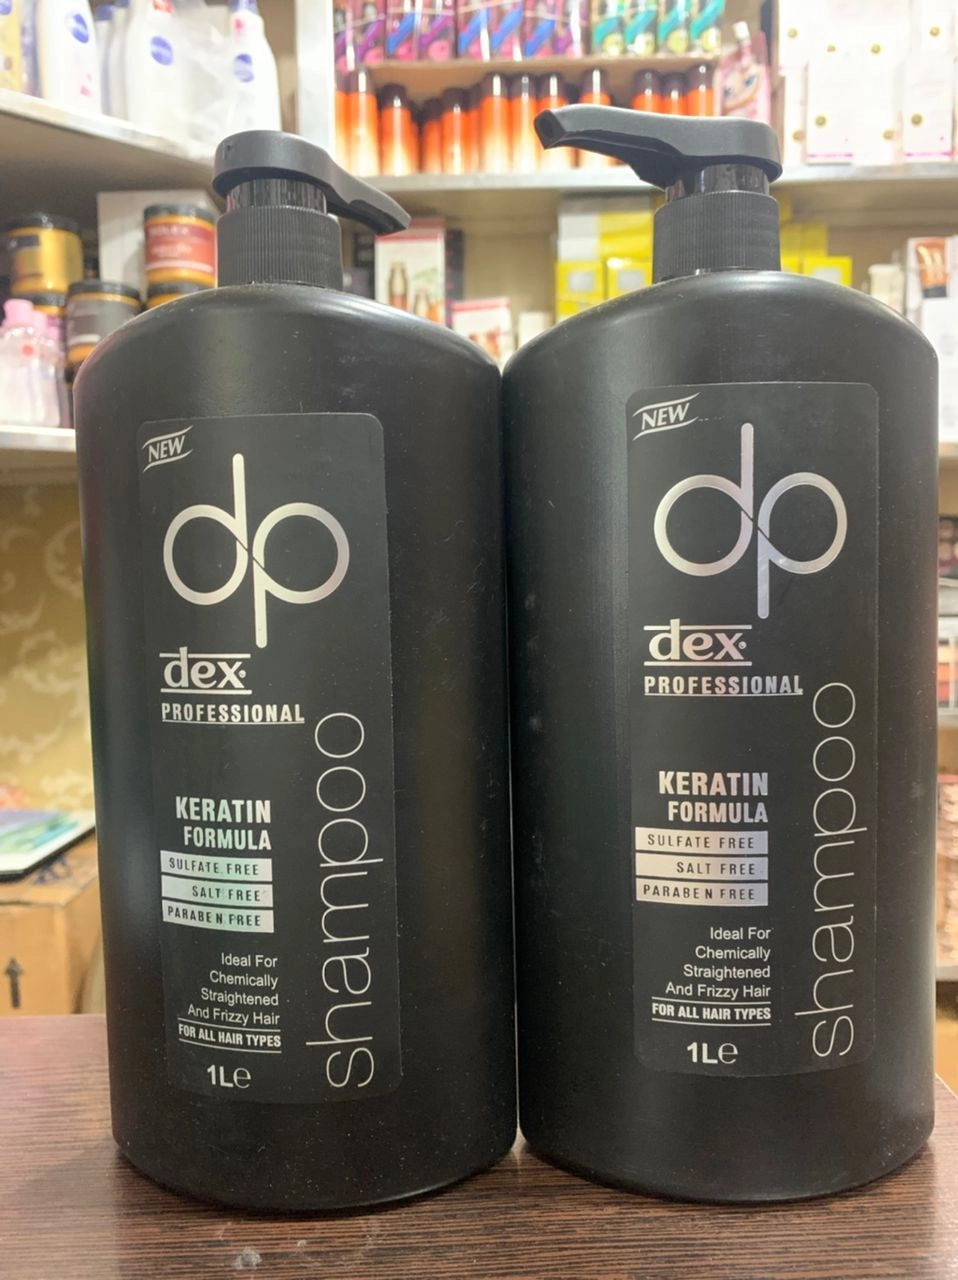 NEW
dp
dex
PROFESSIONAL
KERATIN
FORMULA
SULFATE FREE
SALT FREE
PARABEN FREE
Ideal For
Chemically
Straightened
And Frizzy Hair
FOR ALL HAIR TYPES
1L℮
shampoo
NEW
dp
dex
PROFESSIONAL
KERATIN
FORMULA
SULFATE FREE
SALT FREE
PARABEN FREE
Ideal For
Chemically
Straightened
And Frizzy Hair
FOR ALL HAIR TYPES
1L℮
shampoo